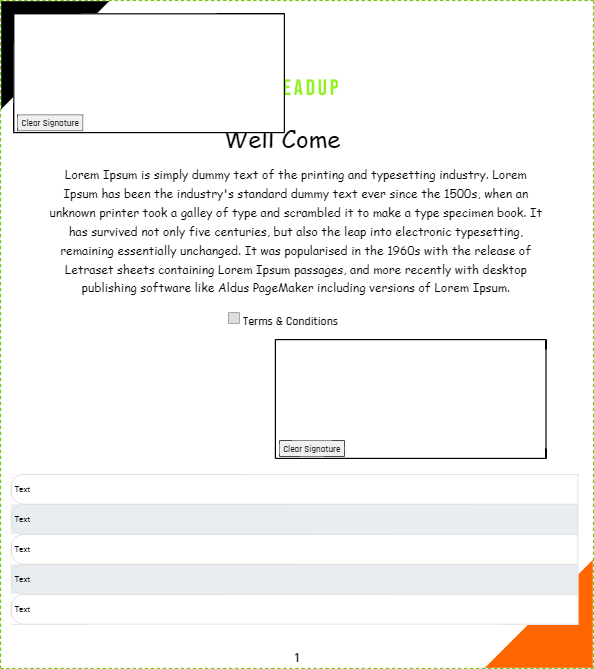 Clear Signature
EADUP
Well Come
Lorem Ipsum is simply dummy text of the printing and typesetting industry. Lorem
Ipsum has been the industry's standard dummy text ever since the 1500s, when an
unknown printer took a galley of type and scrambled it to make a type specimen book. It
has survived not only five centuries, but also the leap into electronic typesetting,
remaining essentially unchanged. It was popularised in the 1960s with the release of
Letraset sheets containing Lorem Ipsum passages, and more recently with desktop
publishing software like Aldus PageMaker including versions of Lorem Ipsum.
Terms & Conditions
Clear Signature
Text
Text
Text
Text
Text
1